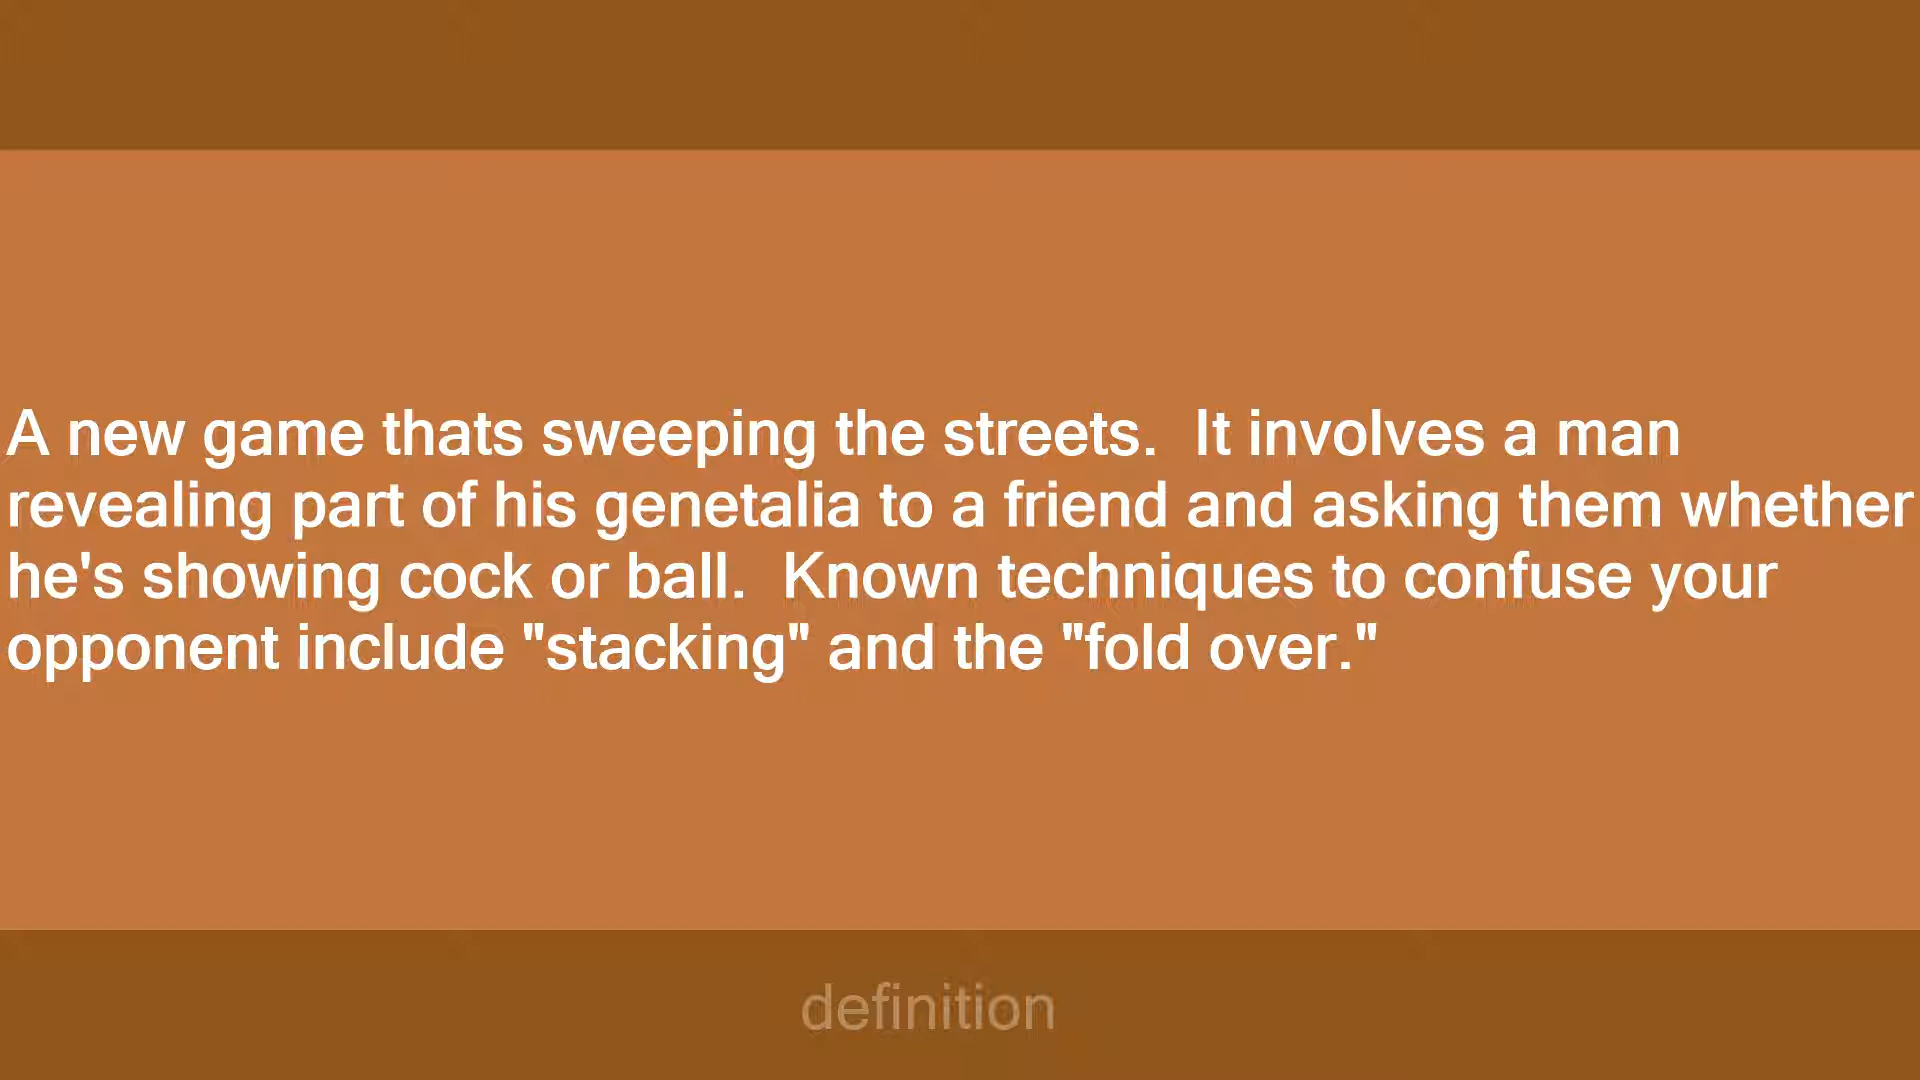 A new game thats sweeping the streets.  It involves a man
revealing part of his genetalia to a friend and asking them whether
he's showing cock or ball.  Known techniques to confuse your
opponent include "stacking" and the "fold over."
definition